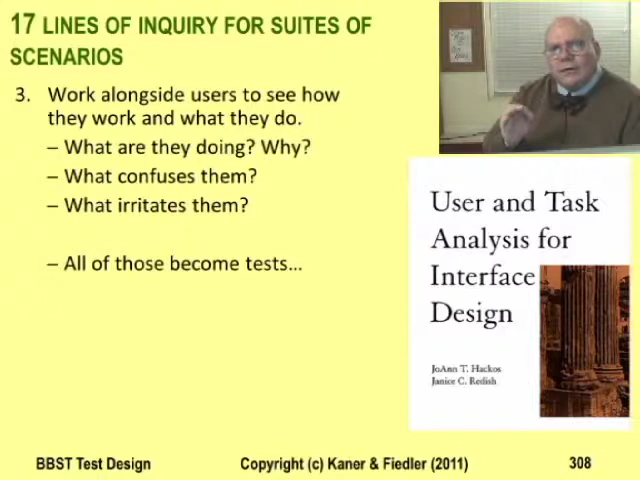 17 LINES OF INQUIRY FOR SUITES OF
SCENARIOS
3. Work alongside users to see how
they work and what they do.
– What are they doing? Why?
– What confuses them?
– What irritates them?
– All of those become tests...
User and Task
Analysis for
Interface
Design
JoAnn T. Hackos
Janice C. Redish
BBST Test Design
Copyright (c) Kaner & Fiedler (2011)
308